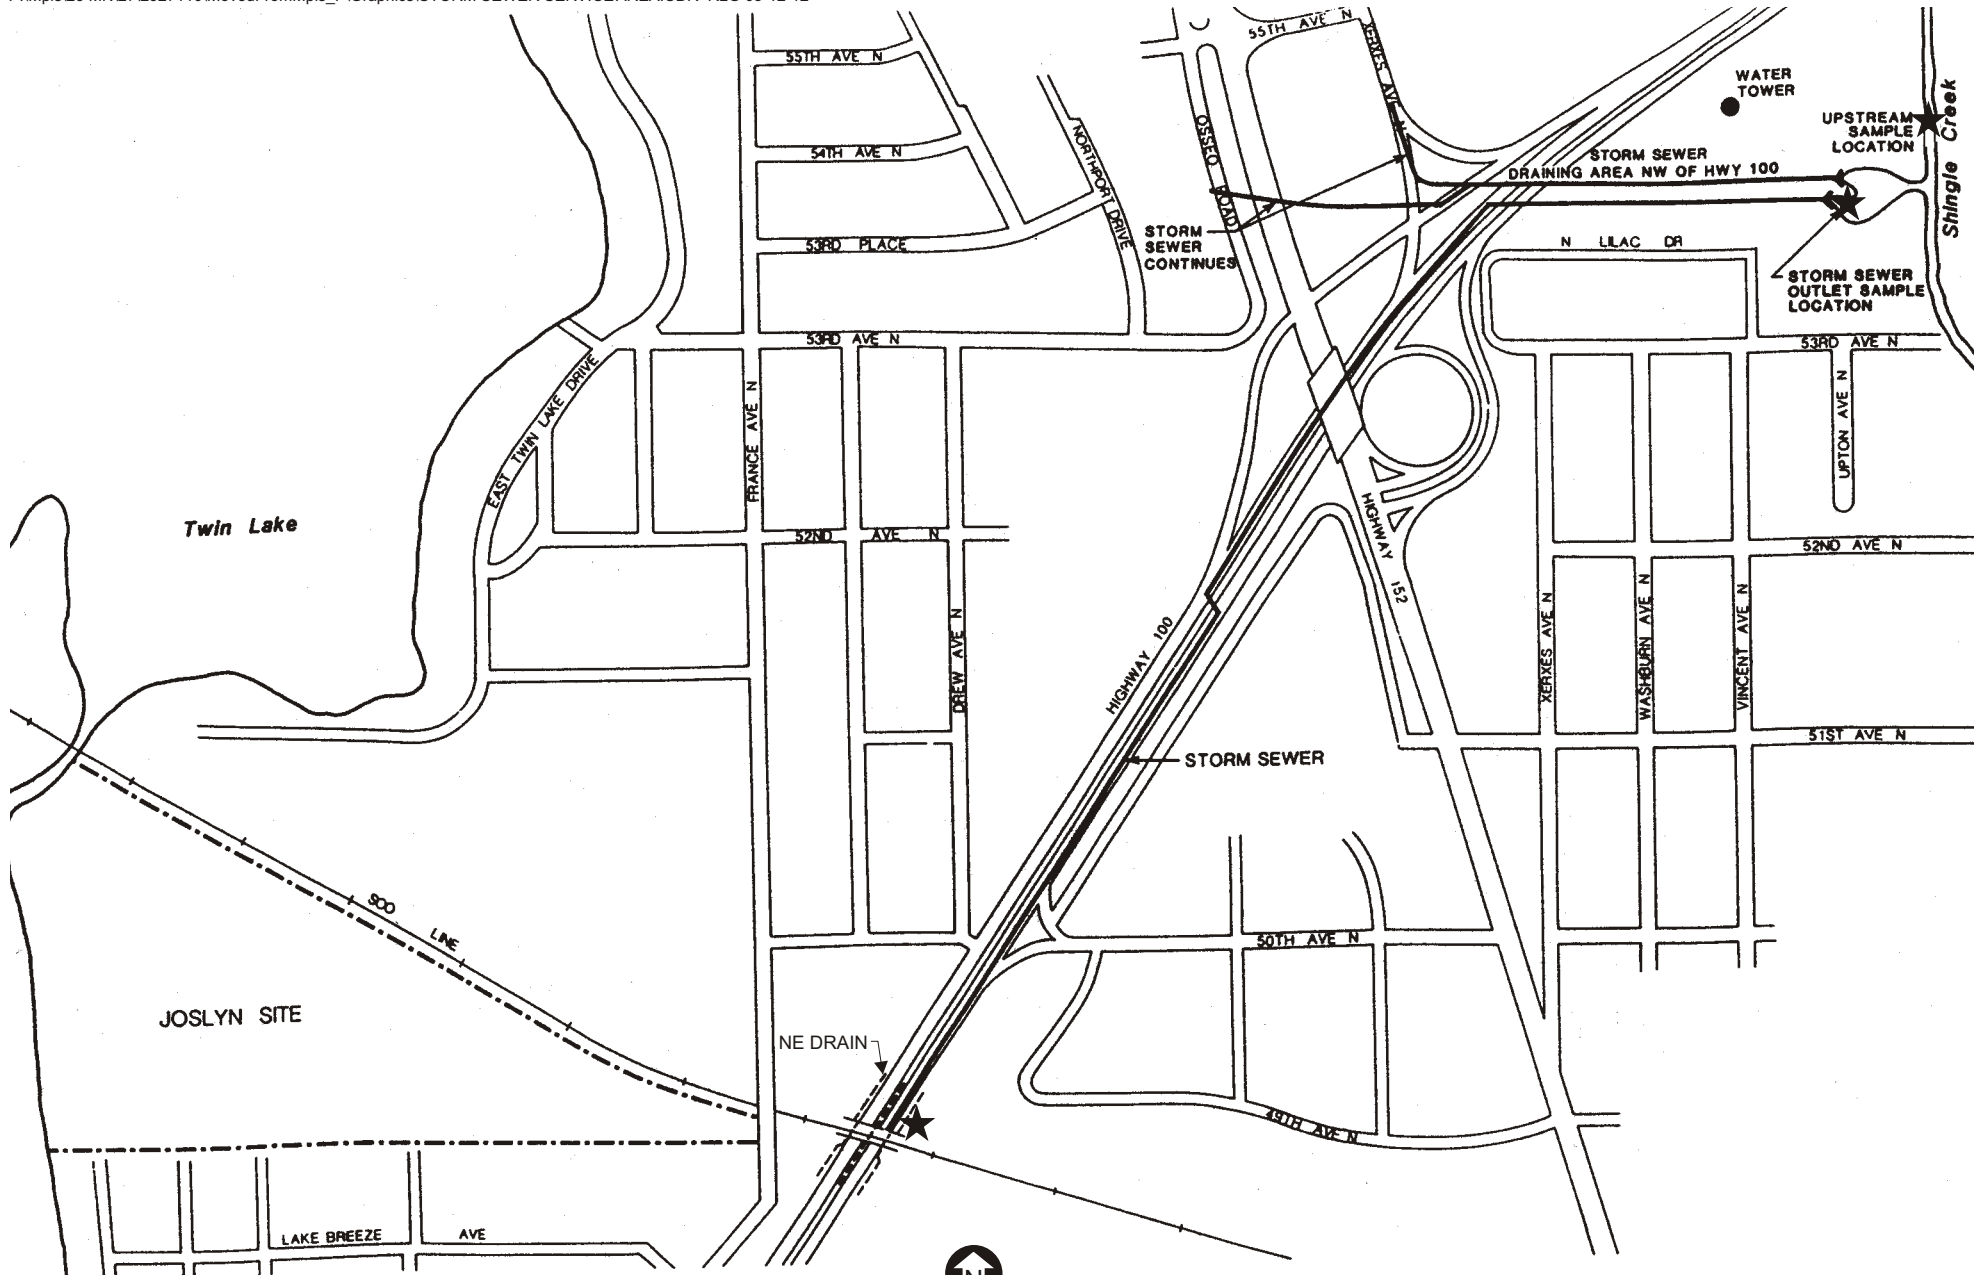 55TH AVE N
55TH AVE N
XERXES AVE N
WATER
TOWER
UPSTREAM
SAMPLE
LOCATION
Shingle Creek
OSSEO ROAD
NORTHPORT DRIVE
54TH AVE N
STORM SEWER
DRAINING AREA NW OF HWY 100
53RD PLACE
STORM
SEWER
CONTINUES
N LILAC DR
STORM SEWER
OUTLET SAMPLE
LOCATION
53RD AVE N
53RD AVE N
EAST TWIN LAKE DRIVE
FRANCE AVE N
UPTON AVE N
Twin Lake
HIGHWAY 152
52ND AVE N
52ND AVE N
DREW AVE N
HIGHWAY 100
XERXES AVE N
WASHBURN AVE N
VINCENT AVE N
51ST AVE N
STORM SEWER
SOO LINE
50TH AVE N
JOSLYN SITE
NE DRAIN
49TH AVE N
LAKE BREEZE AVE
N